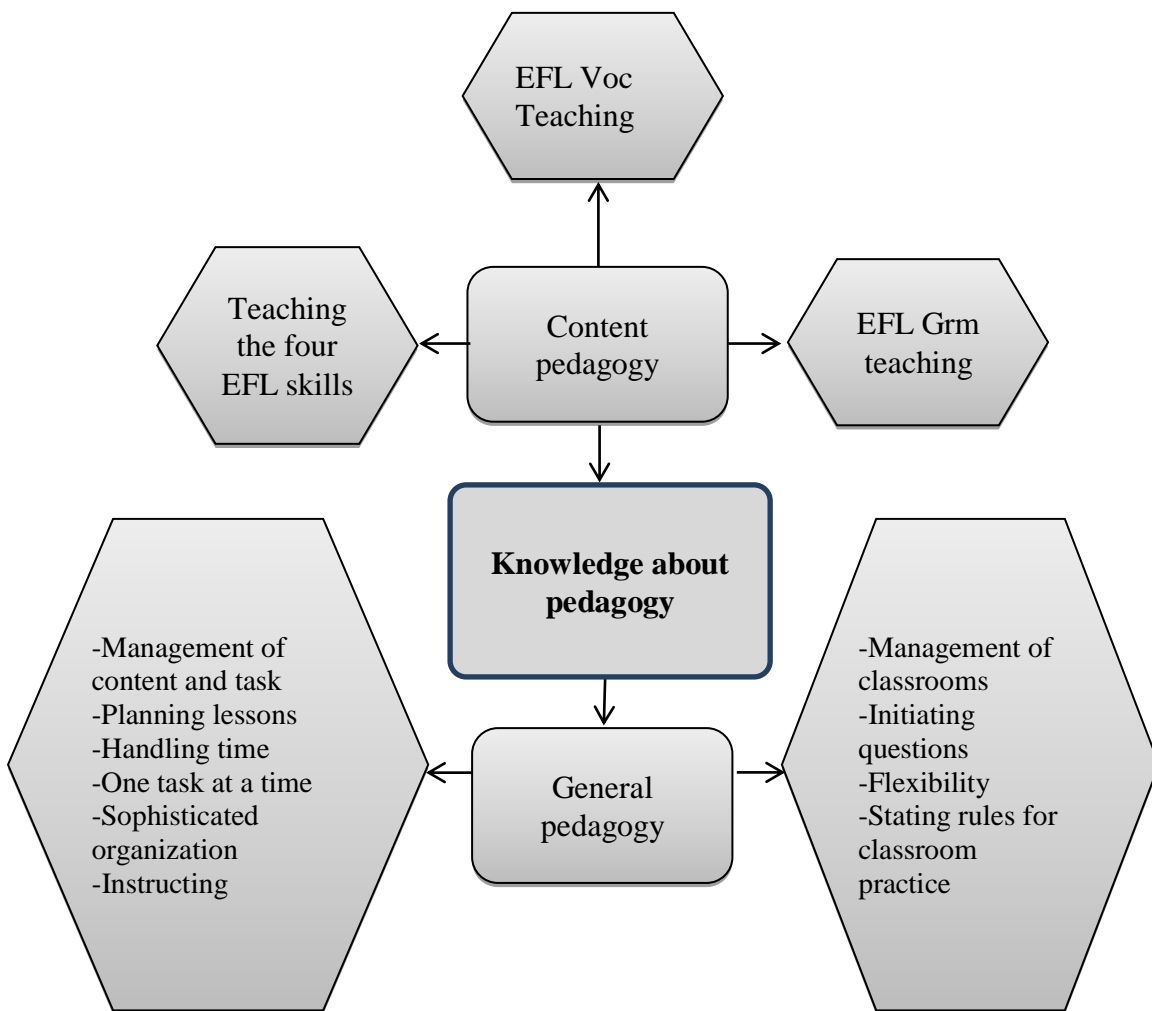 EFL Voc
Teaching
Teaching
the four
EFL skills
Content
pedagogy
EFL Grm
teaching
Knowledge about
pedagogy
-Management of
content and task
-Planning lessons
-Handling time
-One task at a time
-Sophisticated
organization
-Instructing
General
pedagogy
-Management of
classrooms
-Initiating
questions
-Flexibility
-Stating rules for
classroom
practice